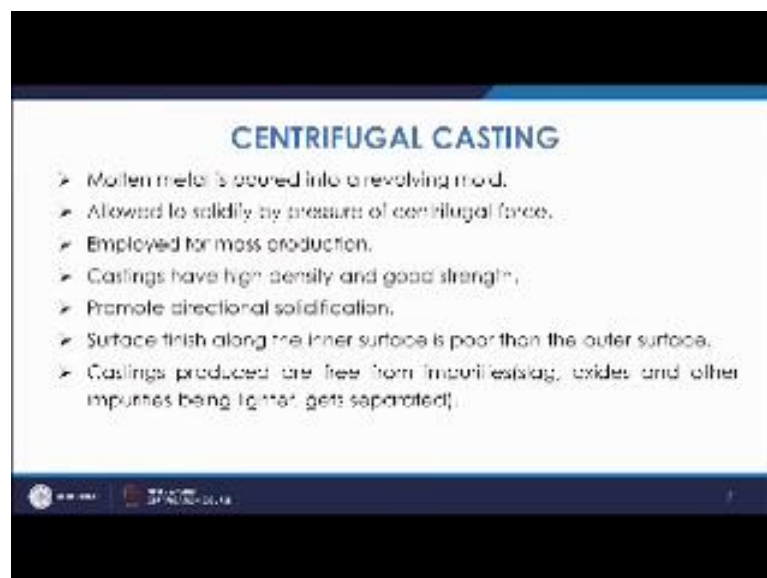 CENTRIFUGAL CASTING
➤ Molten metal is poured into a revolving mold.
➤ Allowed to solidify by pressure of centrifugal force.
➤ Employed for mass production.
➤ Castings have high density and good strength.
➤ Promote directional solidification.
➤ Surface finish along the inner surface is poor than the outer surface.
➤ Castings produced are free from impurities(slag, oxides and other
impurities being lighter, gets separated).